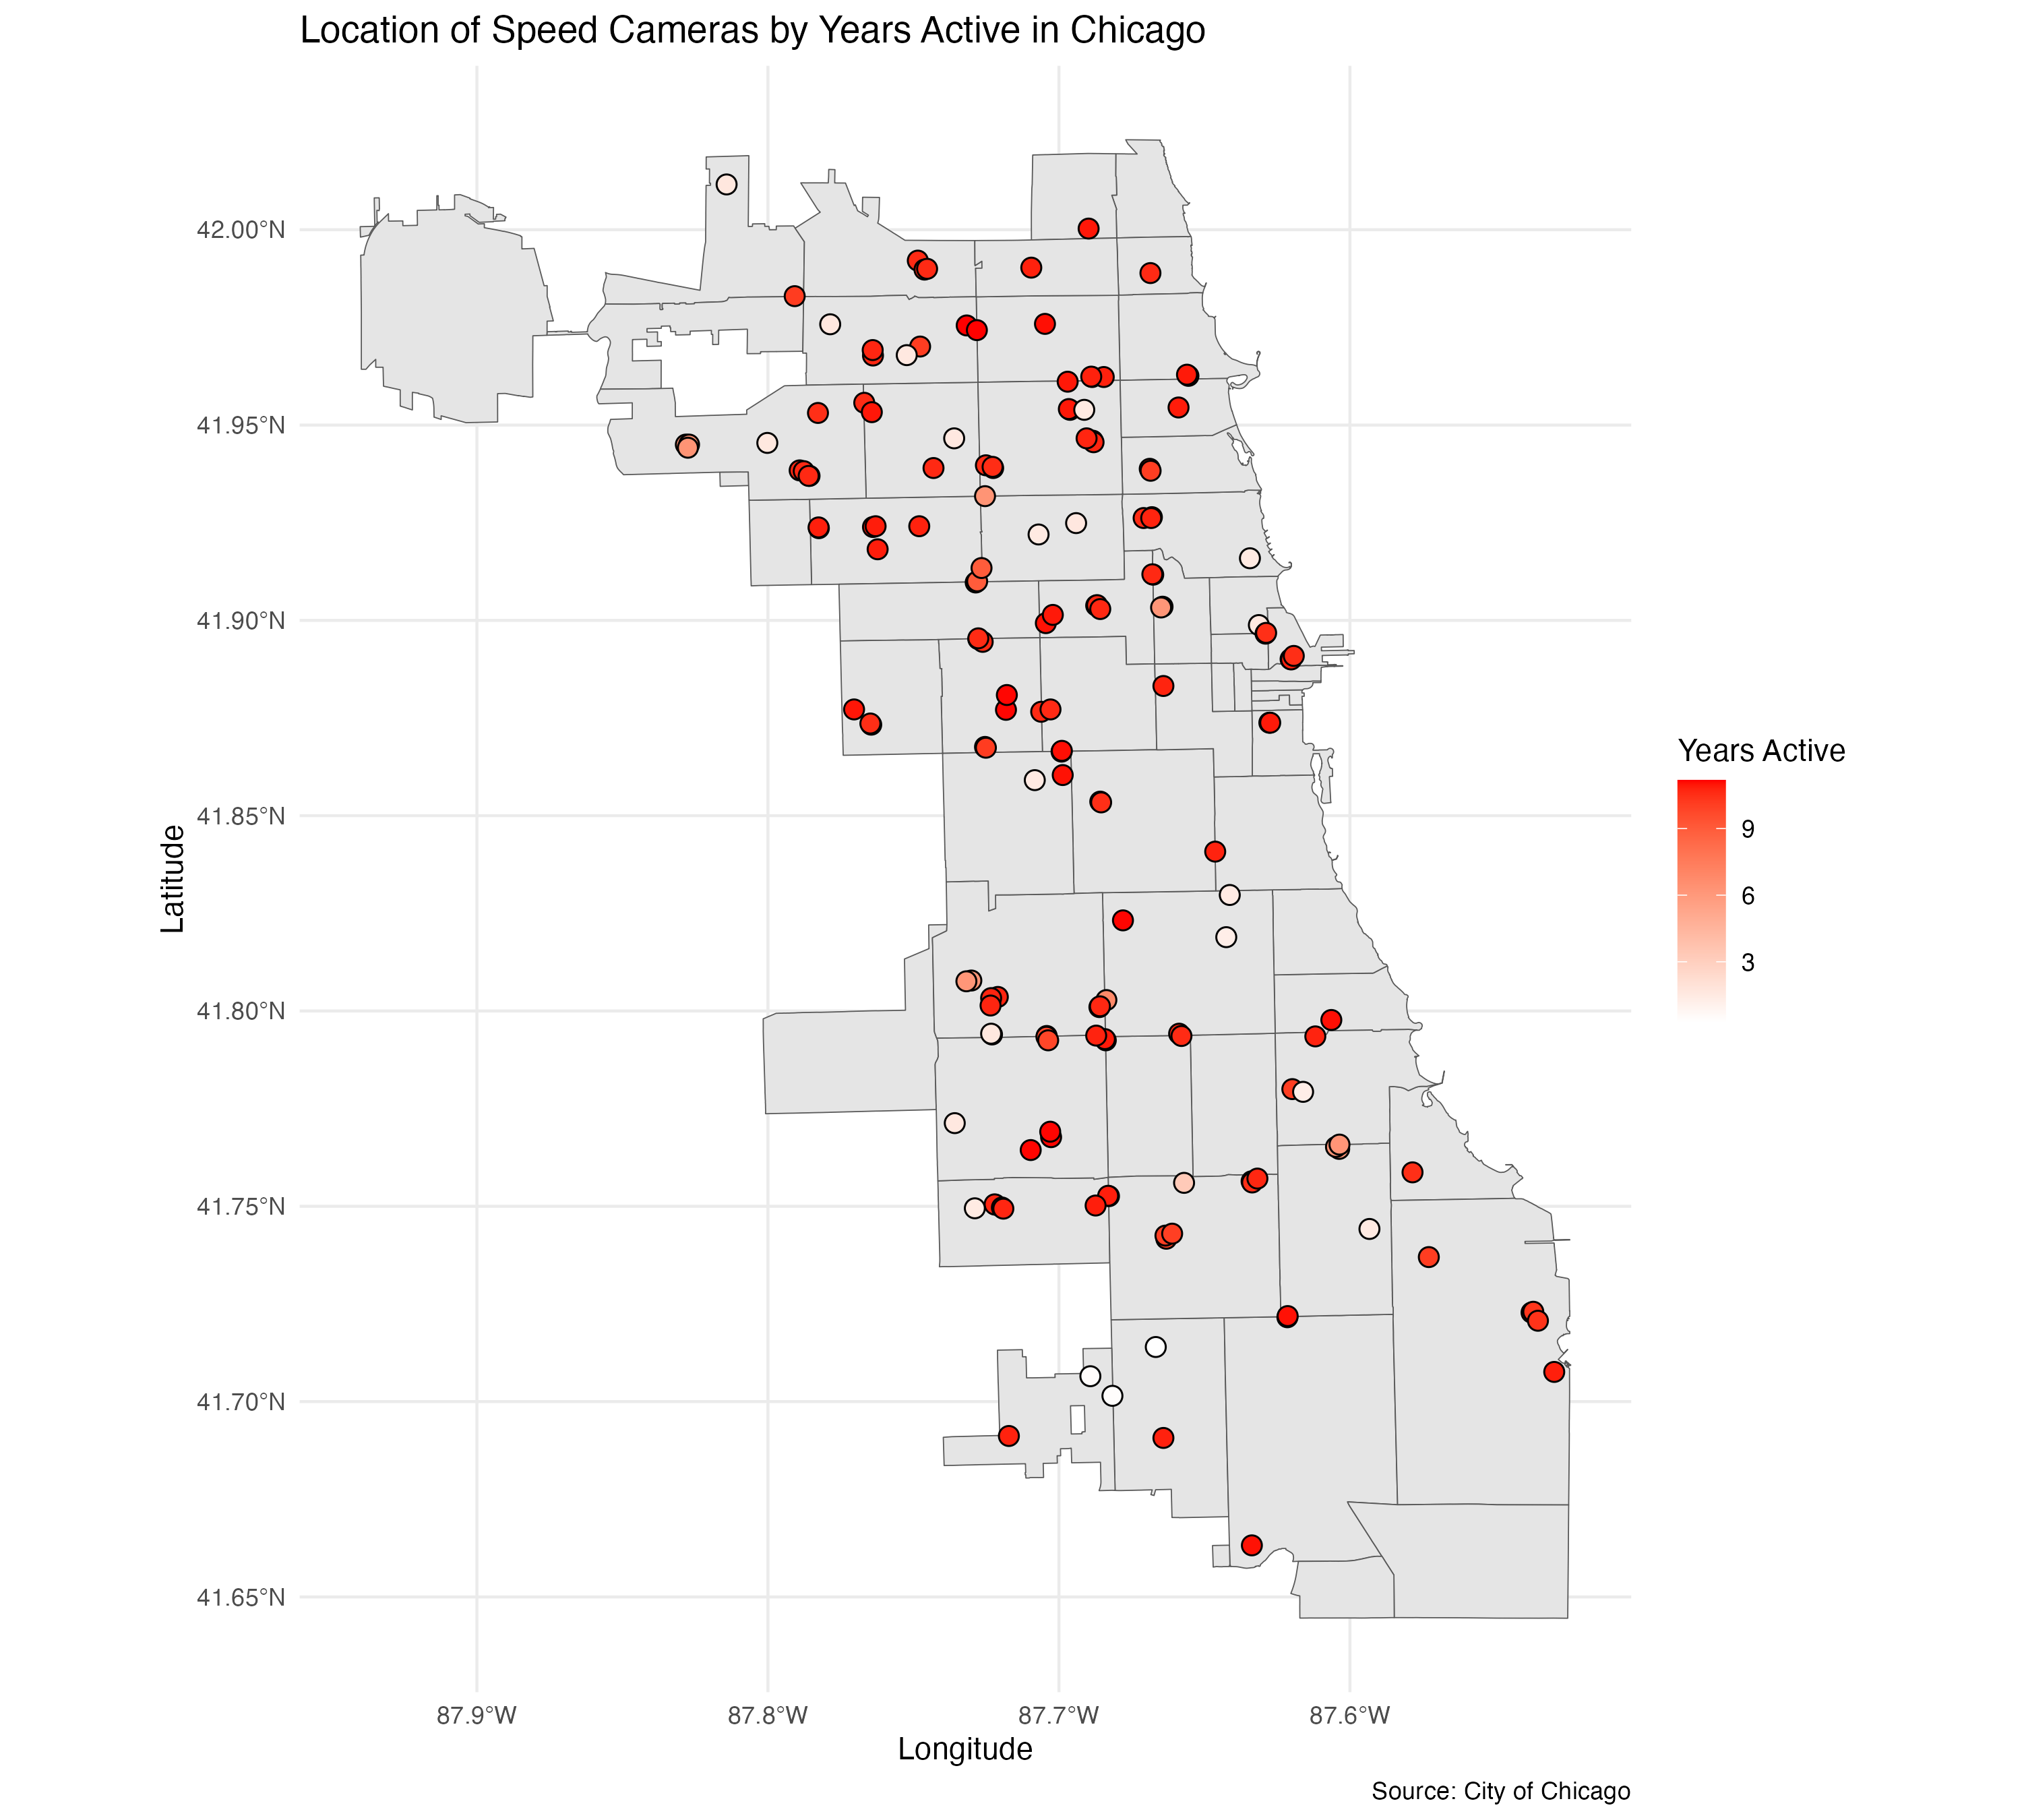 Location of Speed Cameras by Years Active in Chicago
42.00°N
41.95°N
41.90°N
41.85°N
41.80°N
41.75°N
41.70°N
41.65°N
Latitude
87.9°W
87.8°W
87.7°W
87.6°W
Longitude
Years Active
9
6
3
Source: City of Chicago